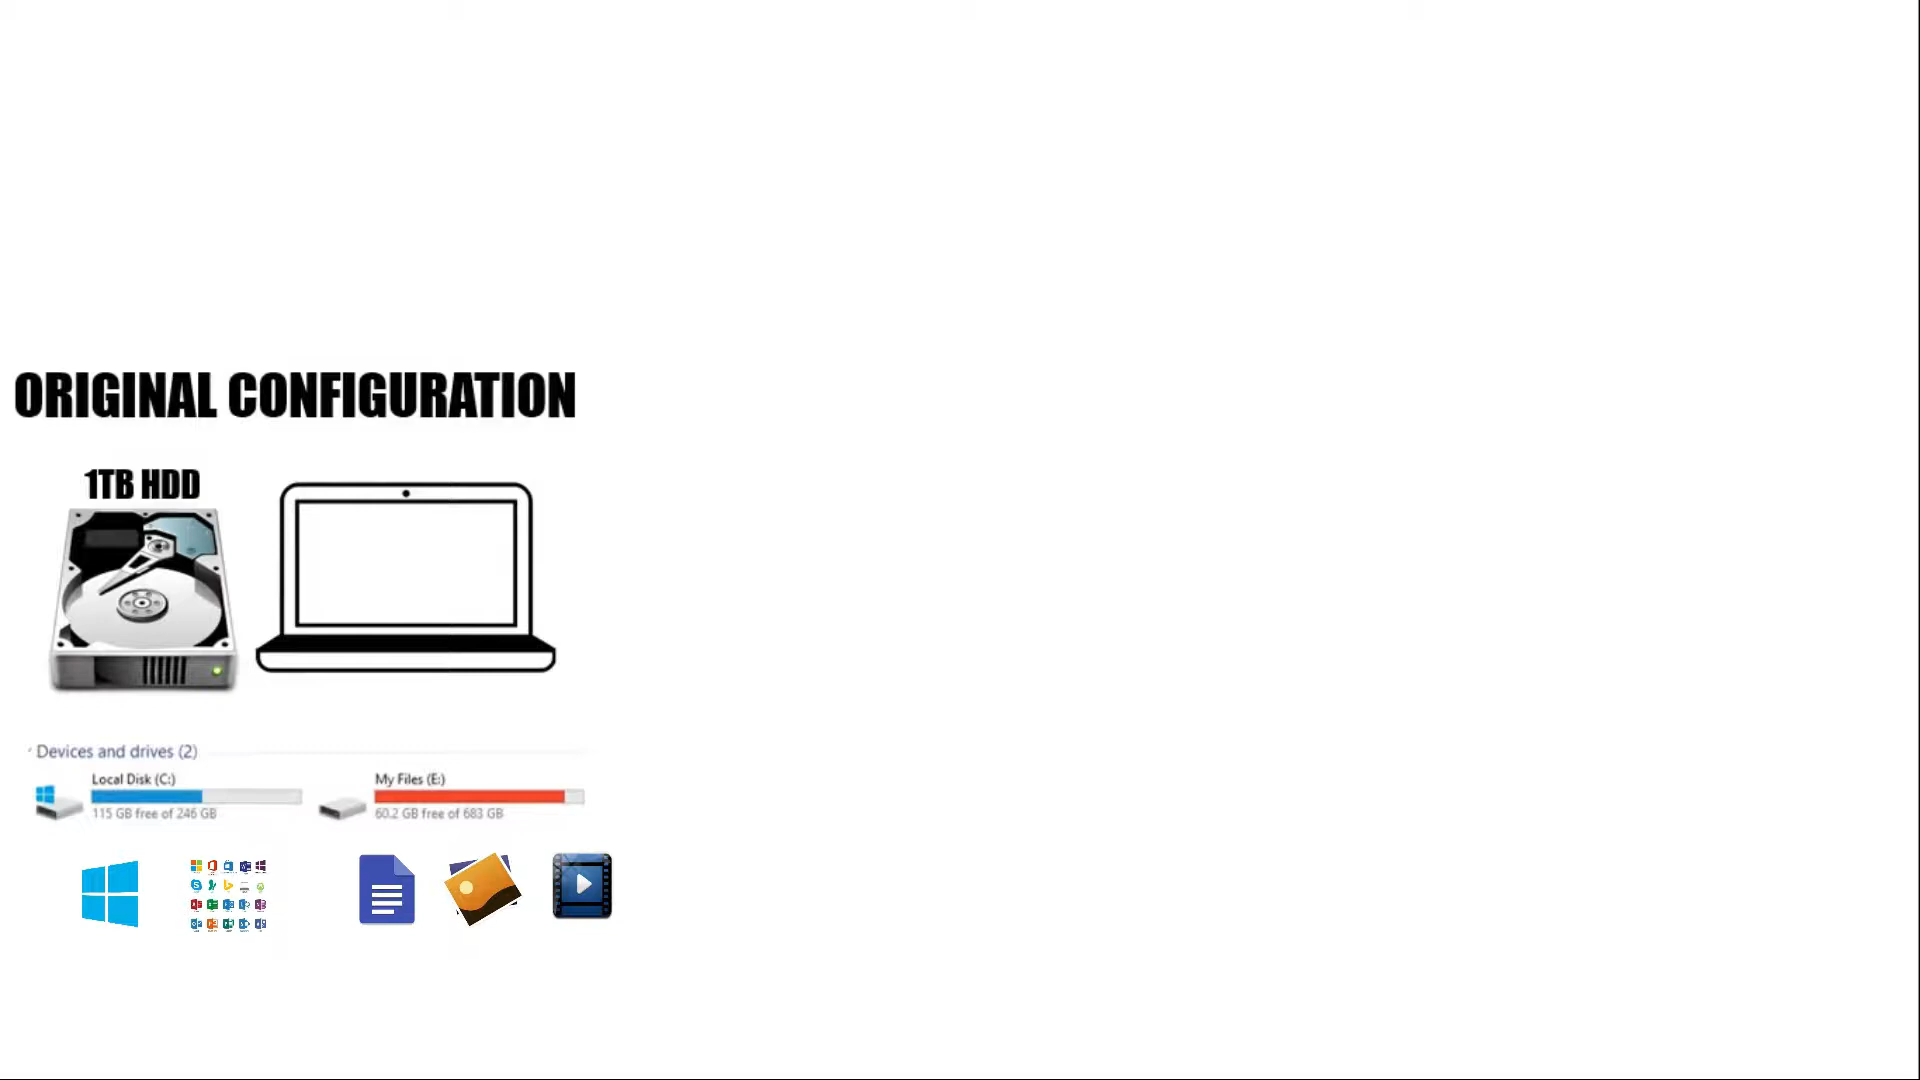 ORIGINAL CONFIGURATION
1TB HDD
Devices and drives (2)
Local Disk (C:)
115 GB free of 246 GB
My Files (E:)
60.2 GB free of 683 GB